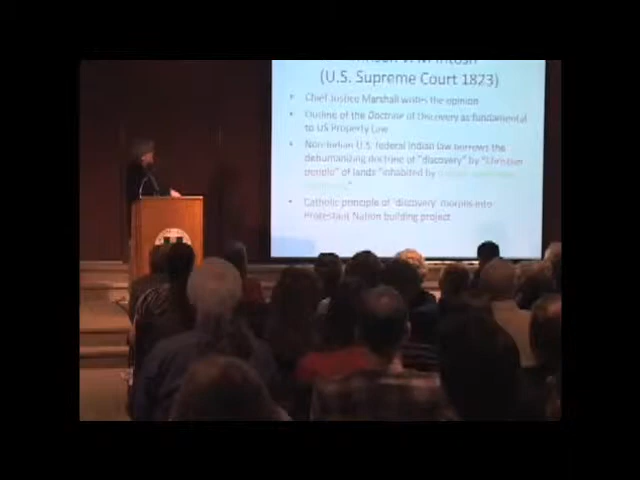 (U.S. Supreme Court 1823)
• Chief Justice Marshall writes the opinion
• Outline of the Doctrine of Discovery as fundamental
to US Property Law
• Non-Indian U.S. federal Indian law borrows the
dehumanizing doctrine of "discovery" by "Christian
people" of lands "inhabited by
• Catholic principle of 'discovery' morphs into
Protestant Nation building project